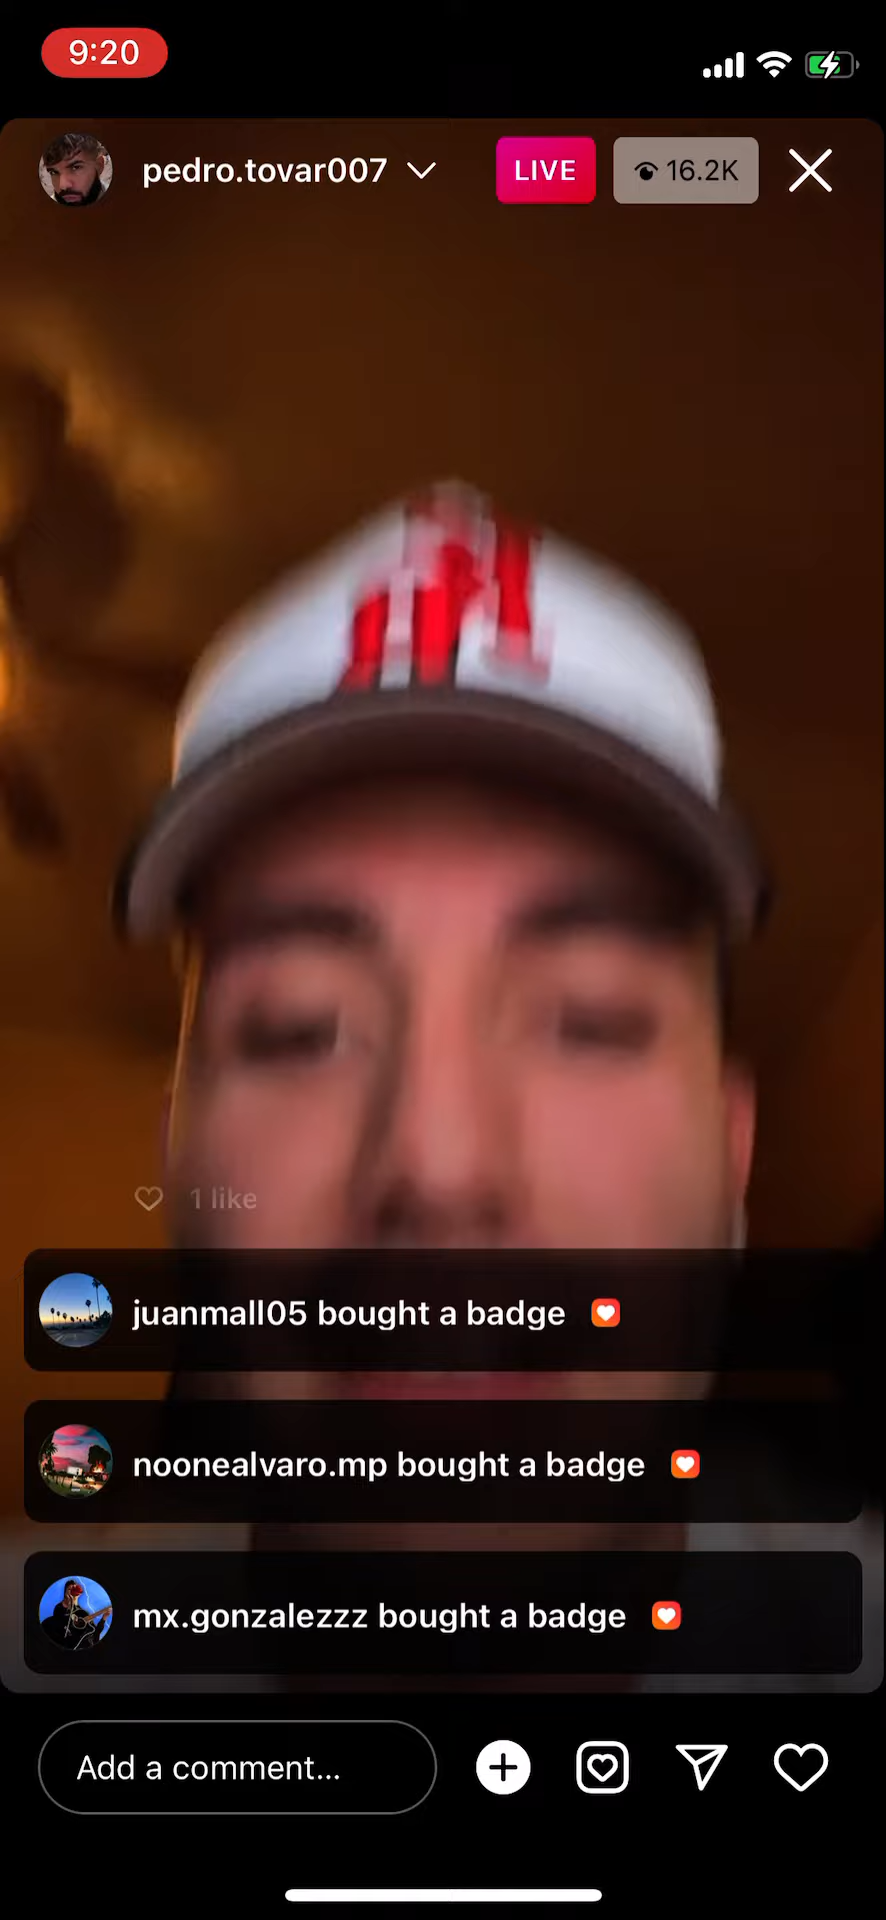 9:20
pedro.tovar007
LIVE
16.2K
1 like
juanmall05 bought a badge
noonealvaro.mp bought a badge
mx.gonzalezzz bought a badge
Add a comment...